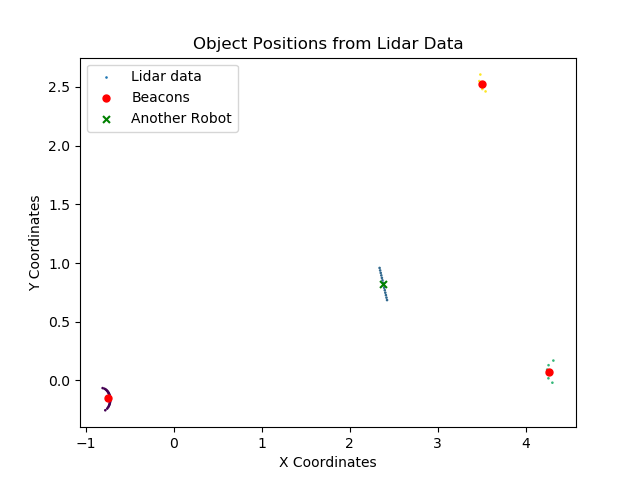 Object Positions from Lidar Data
Lidar data
Beacons
Another Robot
Y Coordinates
2.5
2.0
1.5
1.0
0.5
0.0
−1
0
1
2
3
4
X Coordinates